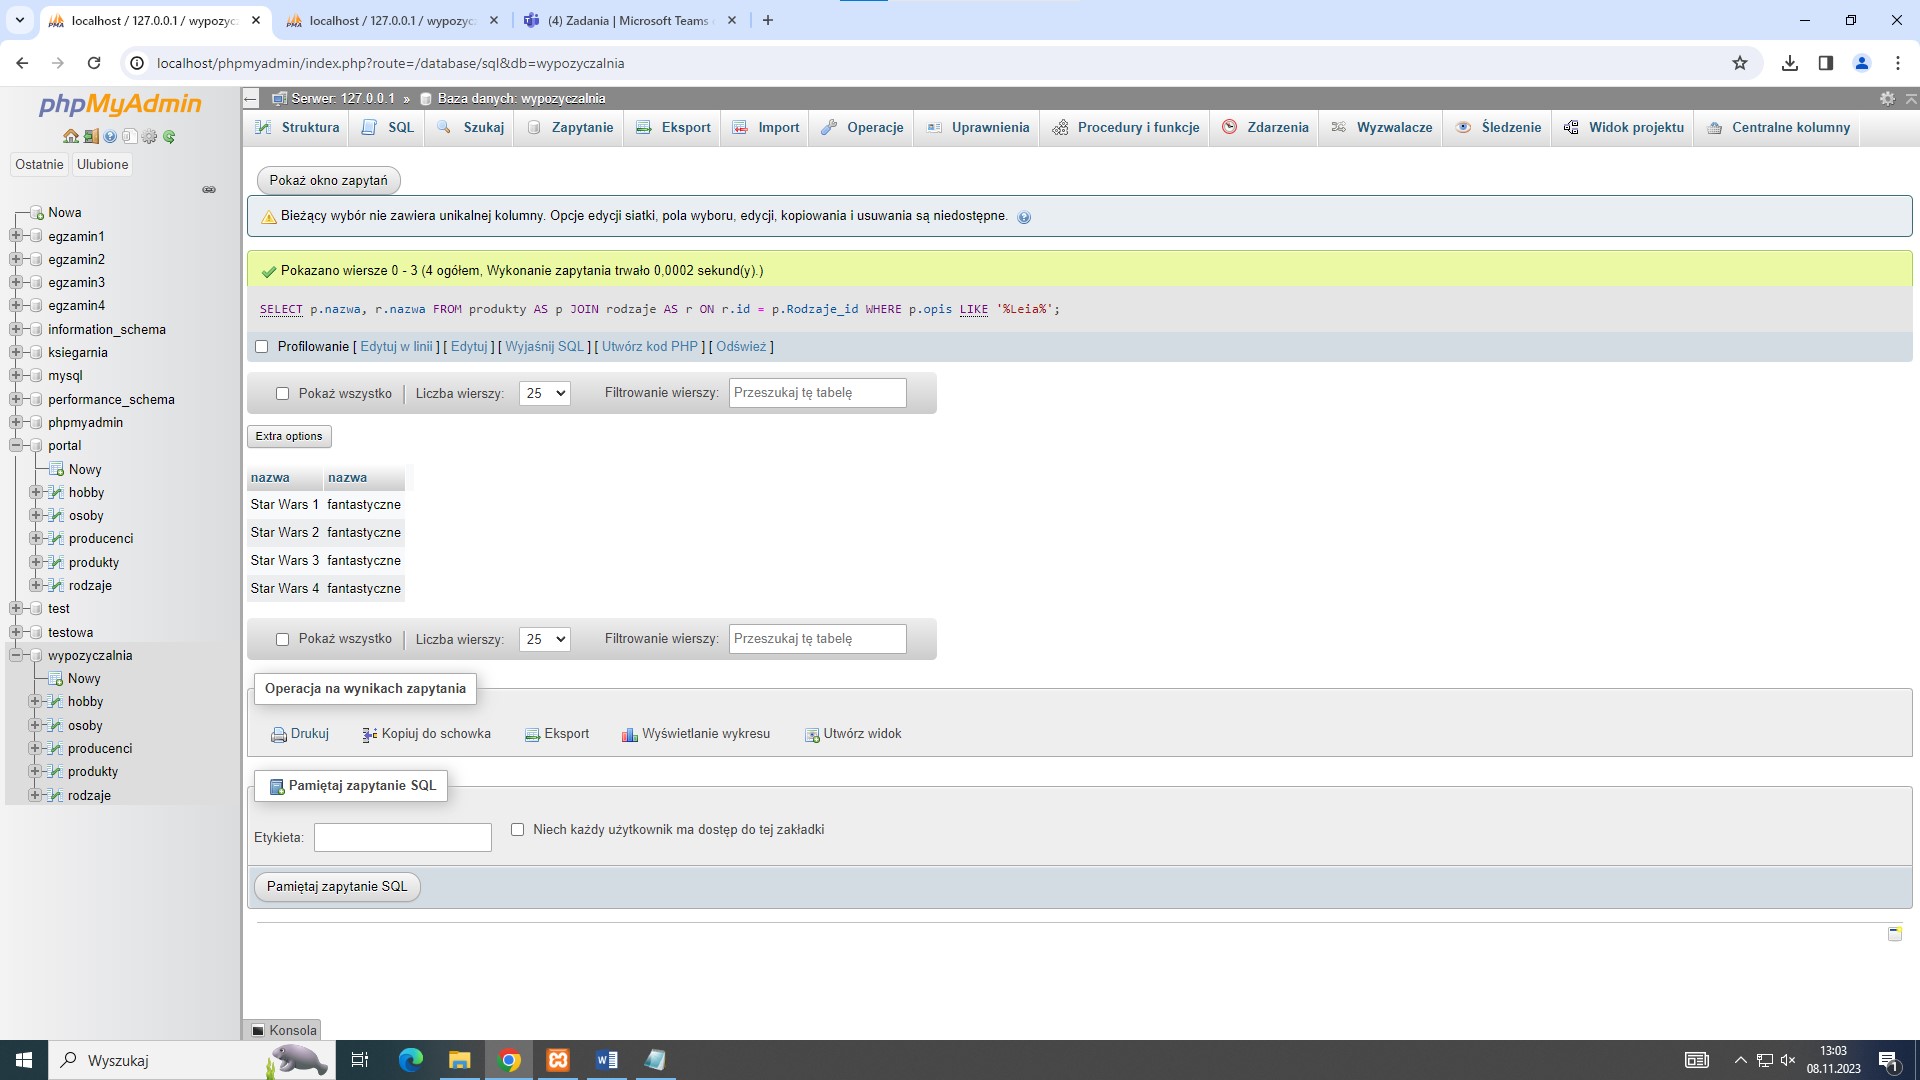 localhost / 127.0.0.1 / wypożycz
localhost / 127.0.0.1 / wypożycz
(4) Zadania | Microsoft Teams
localhost/phpmyadmin/index.php?route=/database/sql&db=wypozyczalnia
phpMyAdmin
Ostatnie
Ulubione
Nowa
egzamin1
egzamin2
egzamin3
egzamin4
information_schema
ksiegarnia
mysql
performance_schema
phpmyadmin
portal
Nowy
hobby
osoby
producenci
produkty
rodzaje
test
testowa
wypozyczalnia
Nowy
hobby
osoby
producenci
produkty
rodzaje
Serwer: 127.0.0.1 » Baza danych: wypozyczalnia
Struktura
SQL
Szukaj
Zapytanie
Eksport
Import
Operacje
Uprawnienia
Procedury i funkcje
Zdarzenia
Wyzwalacze
Śledzenie
Widok projektu
Centralne kolumny
Pokaż okno zapytań
Bieżący wybór nie zawiera unikalnej kolumny. Opcje edycji siatki, pola wyboru, edycji, kopiowania i usuwania są niedostępne.
Pokazano wiersze 0 - 3 (4 ogółem, Wykonanie zapytania trwało 0,0002 sekund(y).)
SELECT p.nazwa, r.nazwa FROM produkty AS p JOIN rodzaje AS r ON r.id = p.Rodzaje_id WHERE p.opis LIKE '%Leia%';
Profilowanie [ Edytuj w linii ] [ Edytuj ] [ Wyjaśnij SQL ] [ Utwórz kod PHP ] [ Odśwież ]
Pokaż wszystko
Liczba wierszy:
25
Filtrowanie wierszy:
Przeszukaj tę tabelę
Extra options
nazwa nazwa
Star Wars 1 fantastyczne
Star Wars 2 fantastyczne
Star Wars 3 fantastyczne
Star Wars 4 fantastyczne
Pokaż wszystko
Liczba wierszy:
25
Filtrowanie wierszy:
Przeszukaj tę tabelę
Operacja na wynikach zapytania
Drukuj
Kopiuj do schowka
Eksport
Wyświetlanie wykresu
Utwórz widok
Pamiętaj zapytanie SQL
Etykieta:
Niech każdy użytkownik ma dostęp do tej zakładki
Pamiętaj zapytanie SQL
Konsola
Wyszukaj
13:03
08.11.2023
1